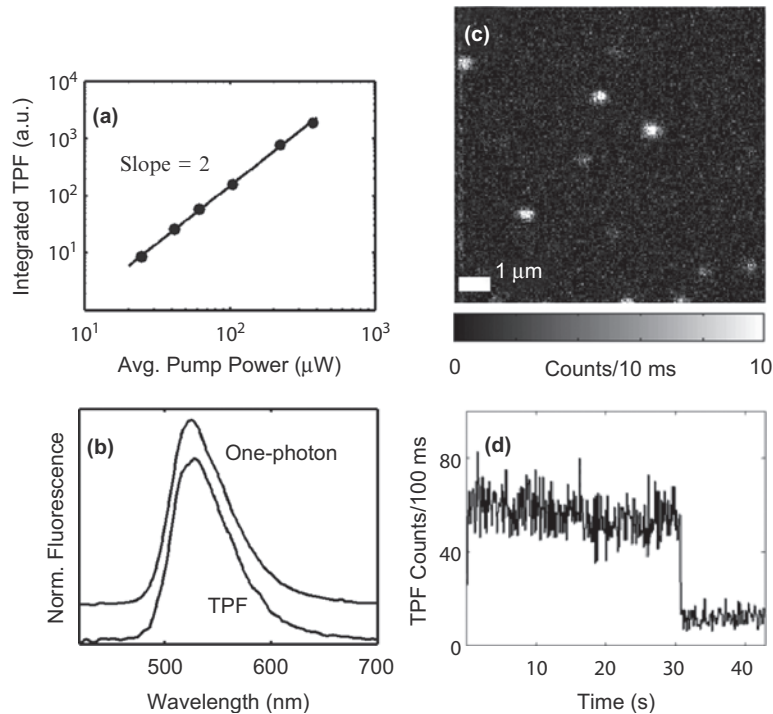 (a)
10^4
10^3
10^2
10^1
Integrated TPF (a.u.)
Slope = 2
10^1
10^2
10^3
Avg. Pump Power (μW)
(c)
1 μm
0
10
Counts/10 ms
(b)
Norm. Fluorescence
One-photon
TPF
500
600
700
Wavelength (nm)
(d)
TPF Counts/100 ms
80
40
0
10
20
30
40
Time (s)